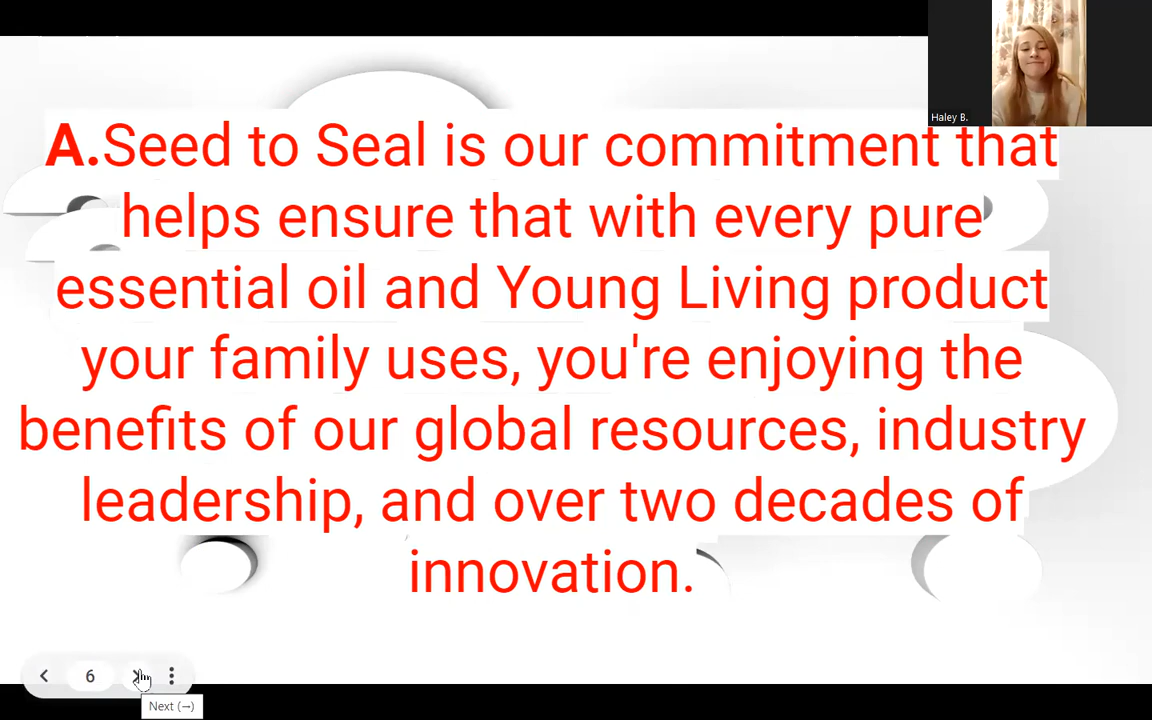 Haley B.
A.Seed to Seal is our commitment that
helps ensure that with every pure
essential oil and Young Living product
your family uses, you're enjoying the
benefits of our global resources, industry
leadership, and over two decades of
innovation.
6
Next (→)